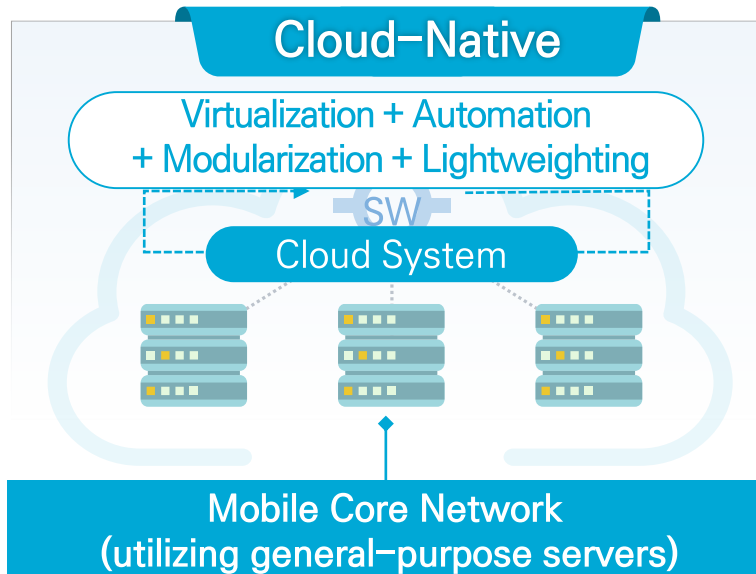 Cloud-Native
Virtualization + Automation
+ Modularization + Lightweighting
SW
Cloud System
Mobile Core Network
(utilizing general-purpose servers)